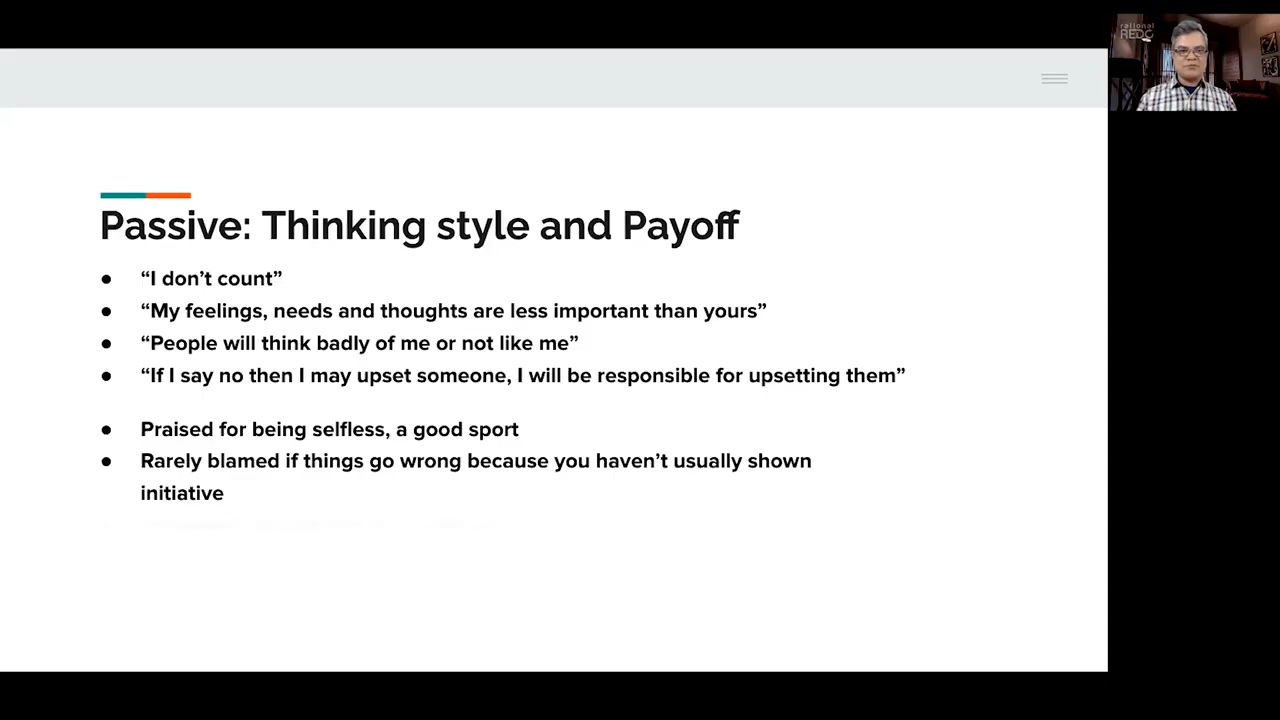 rational
REDO
Passive: Thinking style and Payoff
● “I don’t count”
● “My feelings, needs and thoughts are less important than yours”
● “People will think badly of me or not like me”
● “If I say no then I may upset someone, I will be responsible for upsetting them”
● Praised for being selfless, a good sport
● Rarely blamed if things go wrong because you haven’t usually shown
initiative